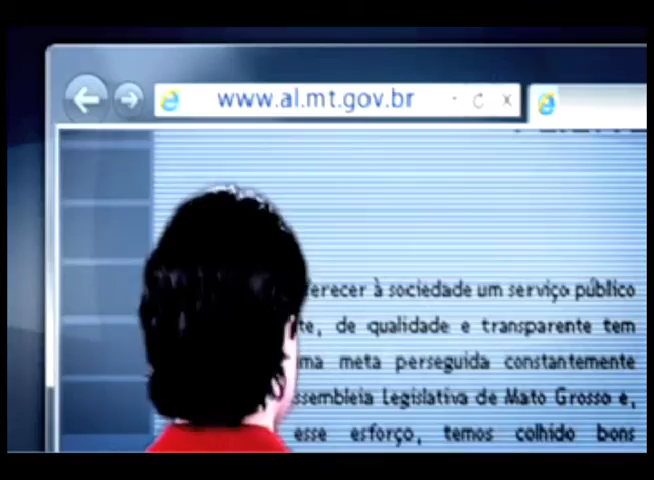 www.al.mt.gov.br
erecer à sociedade um serviço público
te, de qualidade e transparente tem
ma meta perseguida constantemente
ssembleia Legislativa de Mato Grosso e,
esse esforço, temos colhido bons